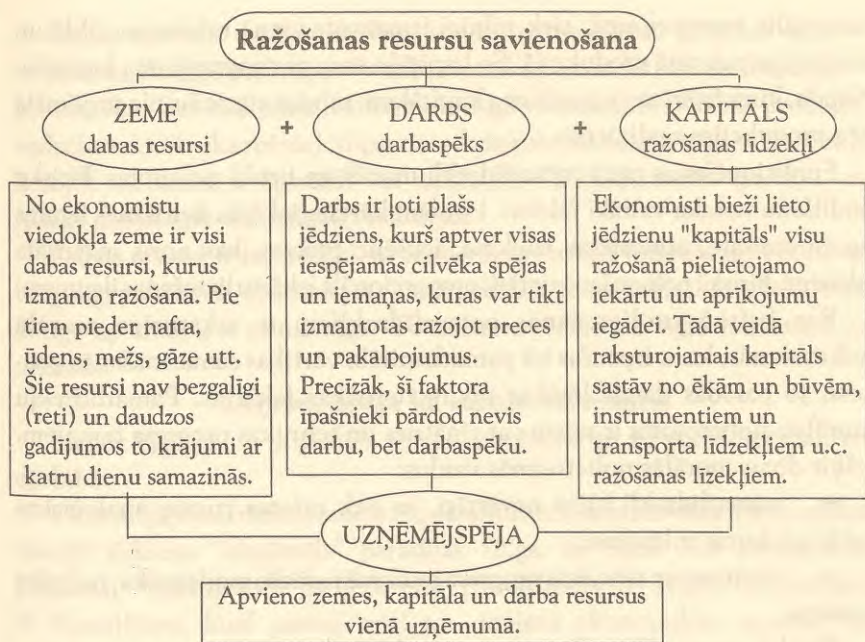 Ražošanas resursu savienošana
ZEME
dabas resursi
+
DARBS
darbaspēks
+
KAPITĀLS
ražošanas līdzekļi
No ekonomistu
viedokļa zeme ir visi
dabas resursi, kurus
izmanto ražošanā. Pie
tiem pieder nafta,
ūdens, mežs, gāze utt.
Šie resursi nav bezgalīgi
(reti) un daudzos
gadījumos to krājumi ar
katru dienu samazinās.
Darbs ir ļoti plašs
jēdziens, kurš aptver visas
iespējamās cilvēka spējas
un iemaņas, kuras var tikt
izmantotas ražojot preces
un pakalpojumus.
Precīzāk, šī faktora
īpašnieki pārdod nevis
darbu, bet darbaspēku.
Ekonomisti bieži lieto
jēdzienu "kapitāls" visu
ražošanā pielietojamo
iekārtu un aprīkojumu
iegādei. Tādā veidā
raksturojamais kapitāls
sastāv no ēkām un būvēm,
instrumentiem un
transporta līdzekļiem u.c.
ražošanas līzekļiem.
UZŅĒMĒJSPĒJA
Apvieno zemes, kapitāla un darba resursus
vienā uzņēmumā.